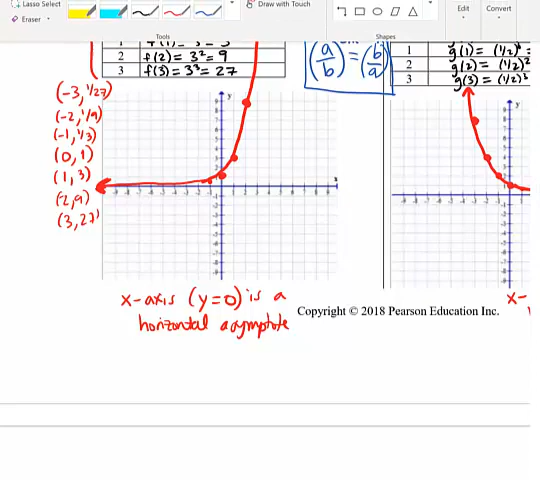 Lasso Select
Eraser
Draw with Touch
Edit
Convert
Tools
Shapes
2 f(2) = 3² = 9
3 f(3) = 3³ = 27
(a/b) = (b/a)
1 g(1) = (1/2)¹ =
2 g(2) = (1/2)²
3 g(3) = (1/2)³
(-3, 1/27)
(-2, 1/9)
(-1, 1/3)
(0, 1)
(1, 3)
(2, 9)
(3, 27)
y
x
y
x-axis (y=0) is a
horizontal asymptote
x-
Copyright © 2018 Pearson Education Inc.